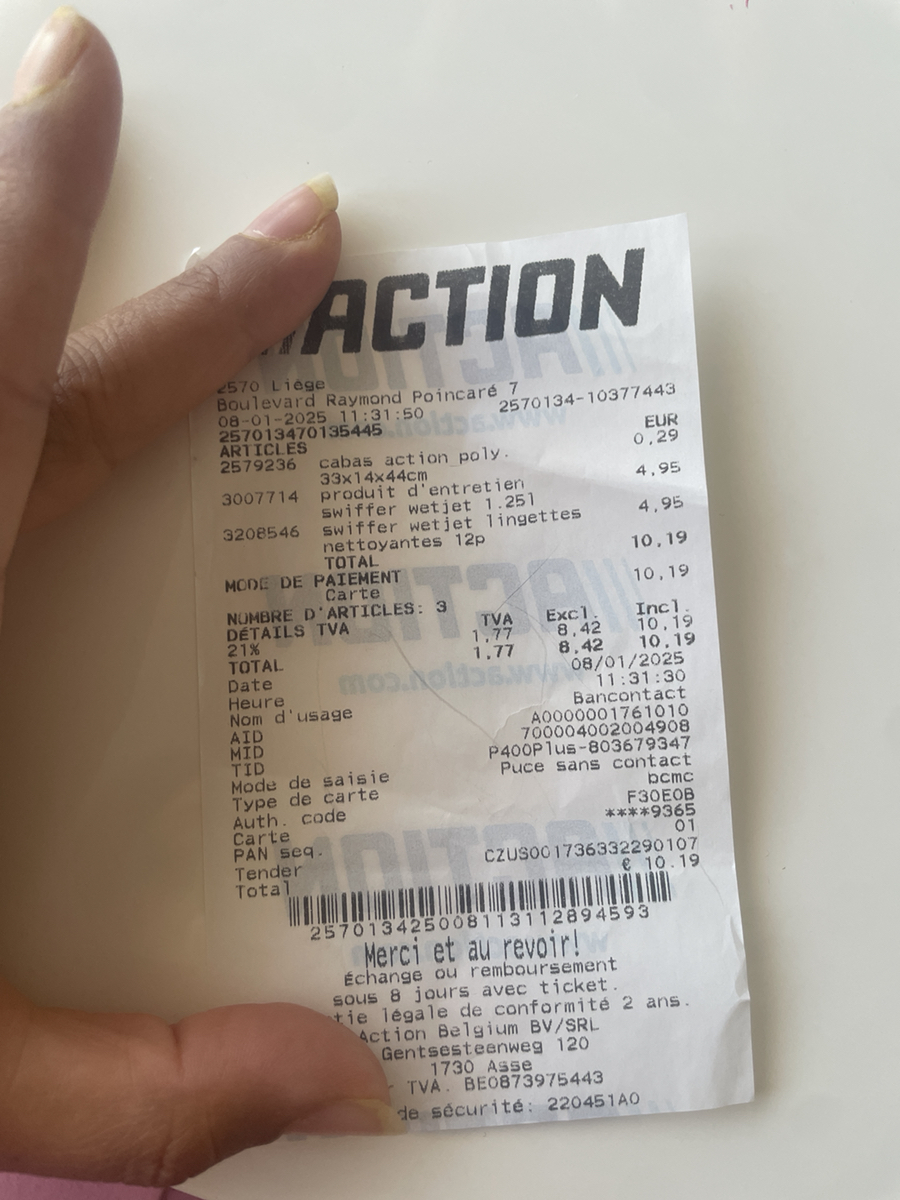 ACTION
2570 Liège
Boulevard Raymond Poincaré 7
08-01-2025 11:31:50 2570134-10377443
257013470135445
ARTICLES EUR
2579236 cabas action poly. 0,29
33x14x44cm
3007714 produit d'entretien 4,95
swiffer wetjet 1.25l
3208546 swiffer wetjet lingettes 4,95
nettoyantes 12p
TOTAL 10,19
MODE DE PAIEMENT
Carte 10,19
NOMBRE D'ARTICLES: 3
DÉTAILS TVA TVA Excl. Incl.
21% 1,77 8,42 10,19
TOTAL 1,77 8,42 10,19
Date 08/01/2025
Heure 11:31:30
Nom d'usage Bancontact
AID A0000001761010
MID 700004002004908
TID P400Plus-803679347
Mode de saisie Puce sans contact
Type de carte bcmc
Auth. code F30E0B
Carte ****9365
PAN seq. 01
Tender CZUS001736332290107
Total € 10.19
257013425008113112894593
Merci et au revoir!
Échange ou remboursement
sous 8 jours avec ticket.
tie légale de conformité 2 ans.
Action Belgium BV/SRL
Gentsesteenweg 120
1730 Asse
TVA. BE0873975443
de sécurité: 220451A0